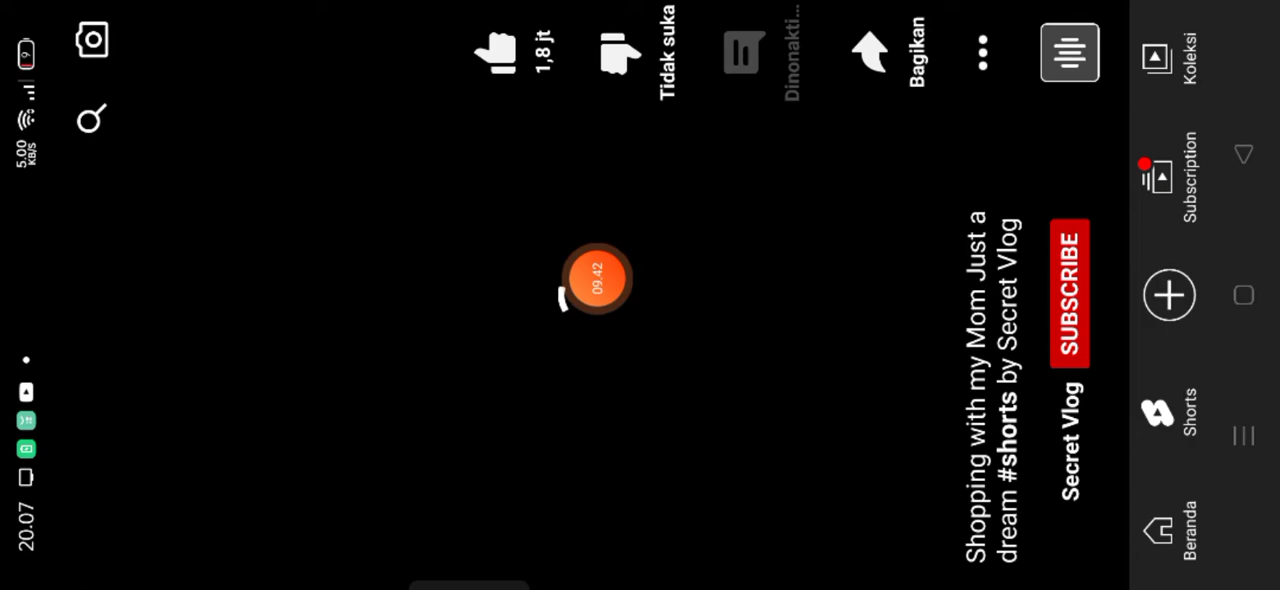 20.07
5.00
KB/S
9
1,8 jt
Tidak suka
Dinonakti...
Bagikan
09.42
Shopping with my Mom Just a
dream #shorts by Secret Vlog
Secret Vlog SUBSCRIBE
Beranda
Shorts
Subscription
Koleksi